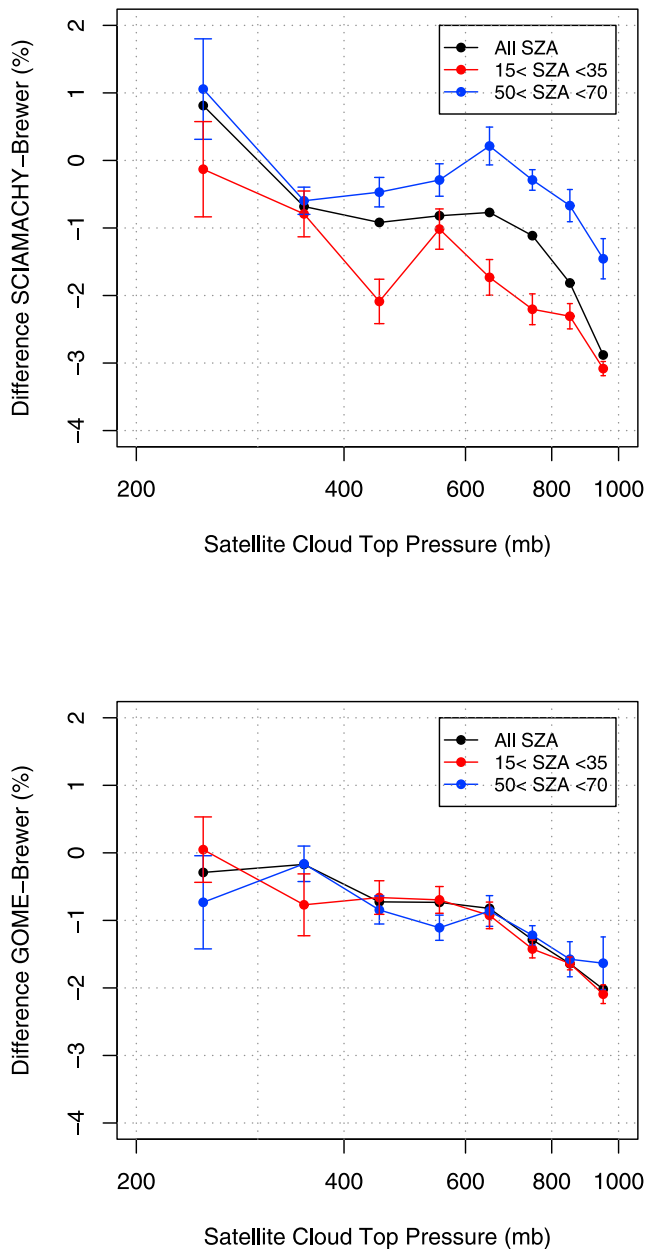 Difference SCIAMACHY−Brewer (%)
2
1
0
−1
−2
−3
−4
All SZA
15< SZA <35
50< SZA <70
200 400 600 800 1000
Satellite Cloud Top Pressure (mb)
Difference GOME−Brewer (%)
2
1
0
−1
−2
−3
−4
All SZA
15< SZA <35
50< SZA <70
200 400 600 800 1000
Satellite Cloud Top Pressure (mb)